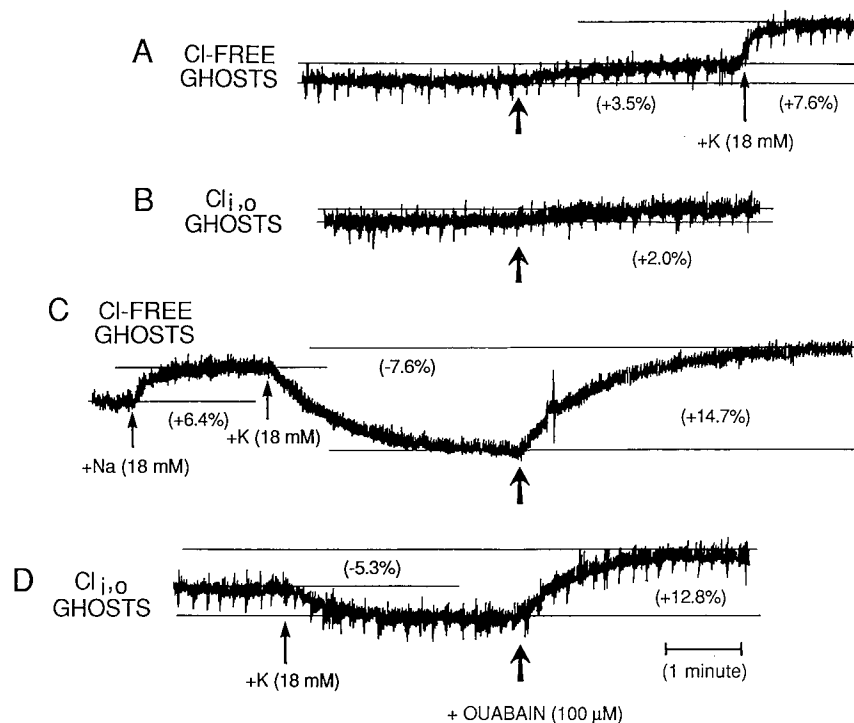 A
Cl-FREE
GHOSTS
(+3.5%)
(+7.6%)
+K (18 mM)
B
Cli,o
GHOSTS
(+2.0%)
C
Cl-FREE
GHOSTS
(-7.6%)
(+6.4%)
+K (18 mM)
(+14.7%)
+Na (18 mM)
D
Cli,o
GHOSTS
(-5.3%)
(+12.8%)
+K (18 mM)
(1 minute)
+ OUABAIN (100 µM)